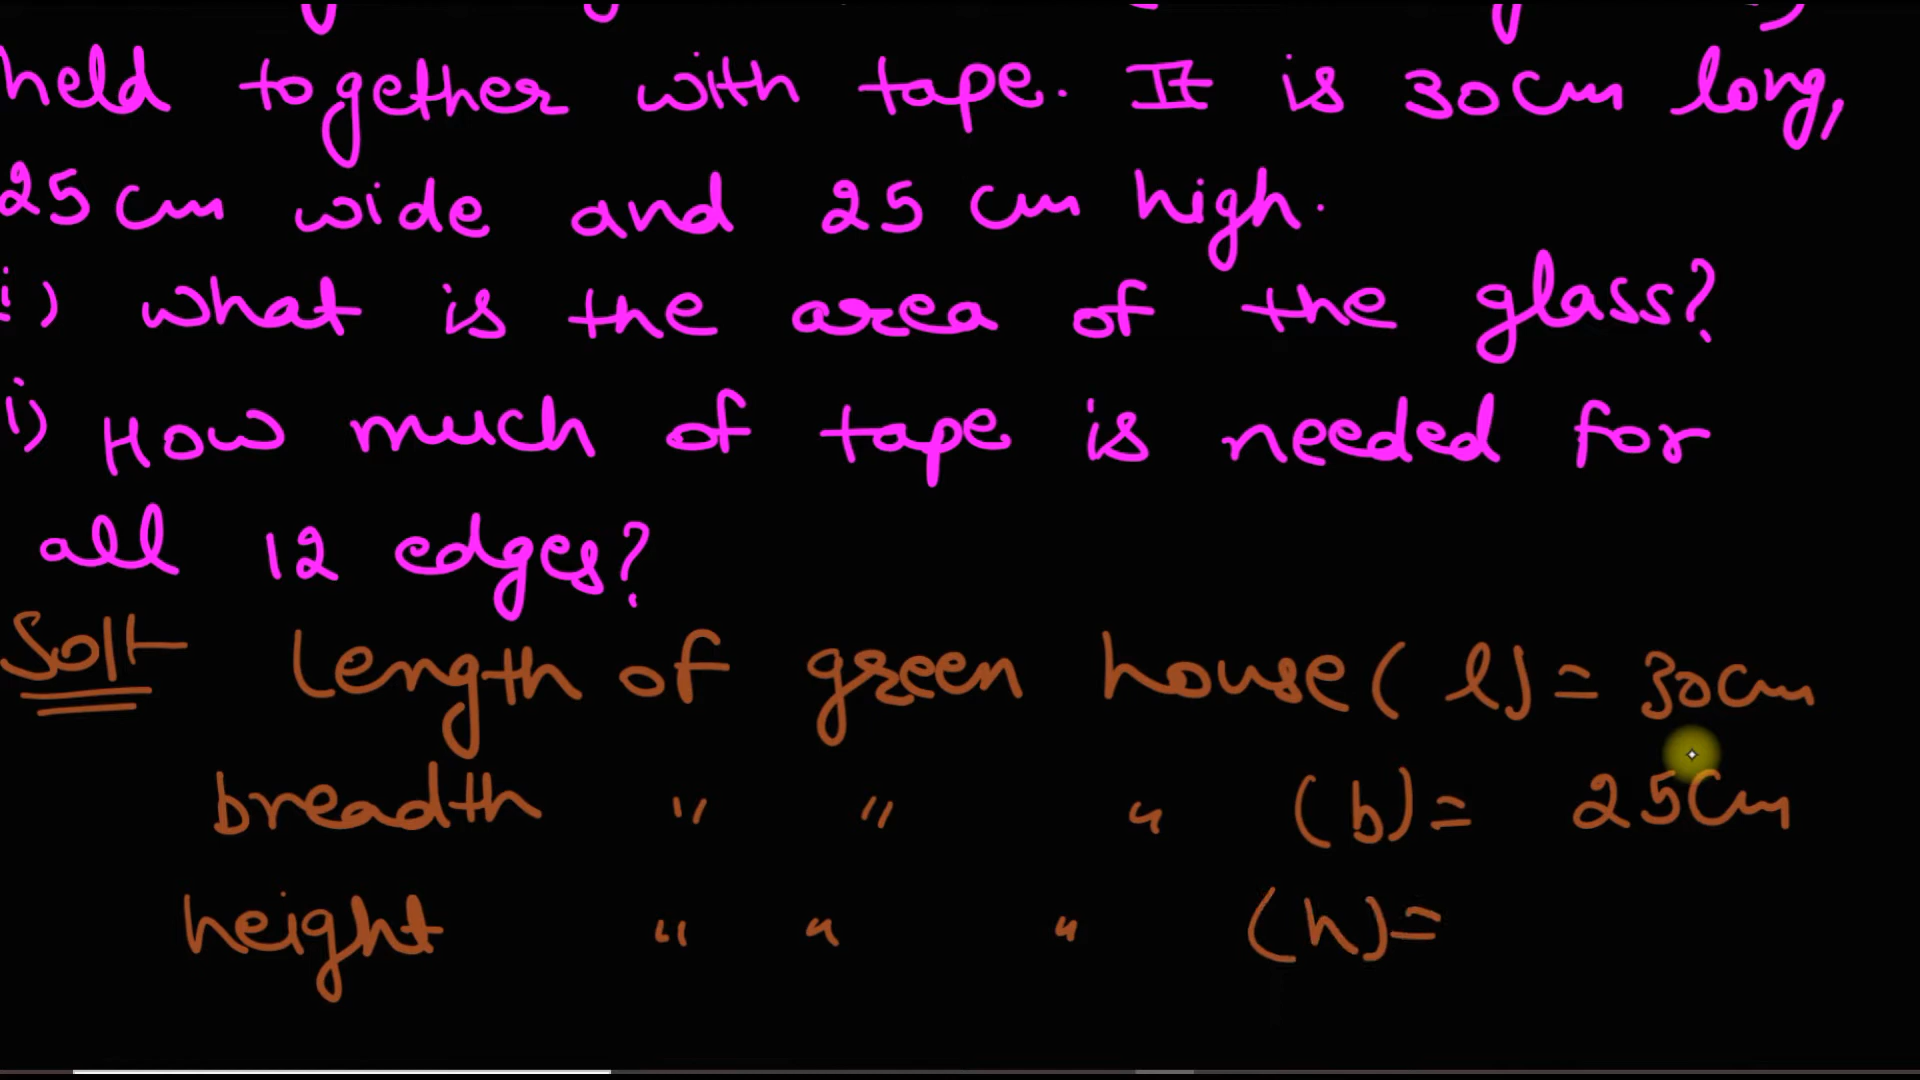 held together with tape. It is 30cm long,
25 cm wide and 25 cm high.
i) what is the area of the glass?
i) How much of tape is needed for
all 12 edges?
Sol:- Length of green house (l) = 30cm
breadth " " " (b) = 25cm
height " " " (h) =